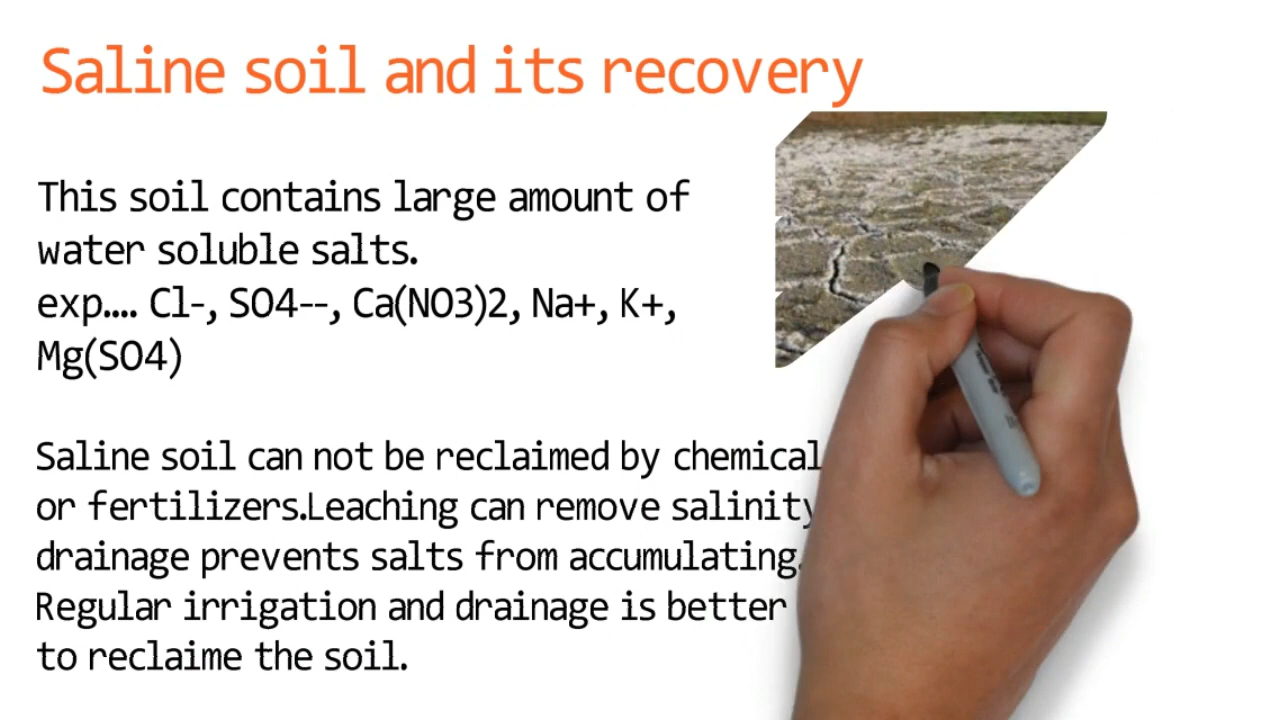 Saline soil and its recovery
This soil contains large amount of
water soluble salts.
exp.... Cl-, SO4--, Ca(NO3)2, Na+, K+,
Mg(SO4)
Saline soil can not be reclaimed by chemical
or fertilizers.Leaching can remove salinity
drainage prevents salts from accumulating.
Regular irrigation and drainage is better
to reclaime the soil.